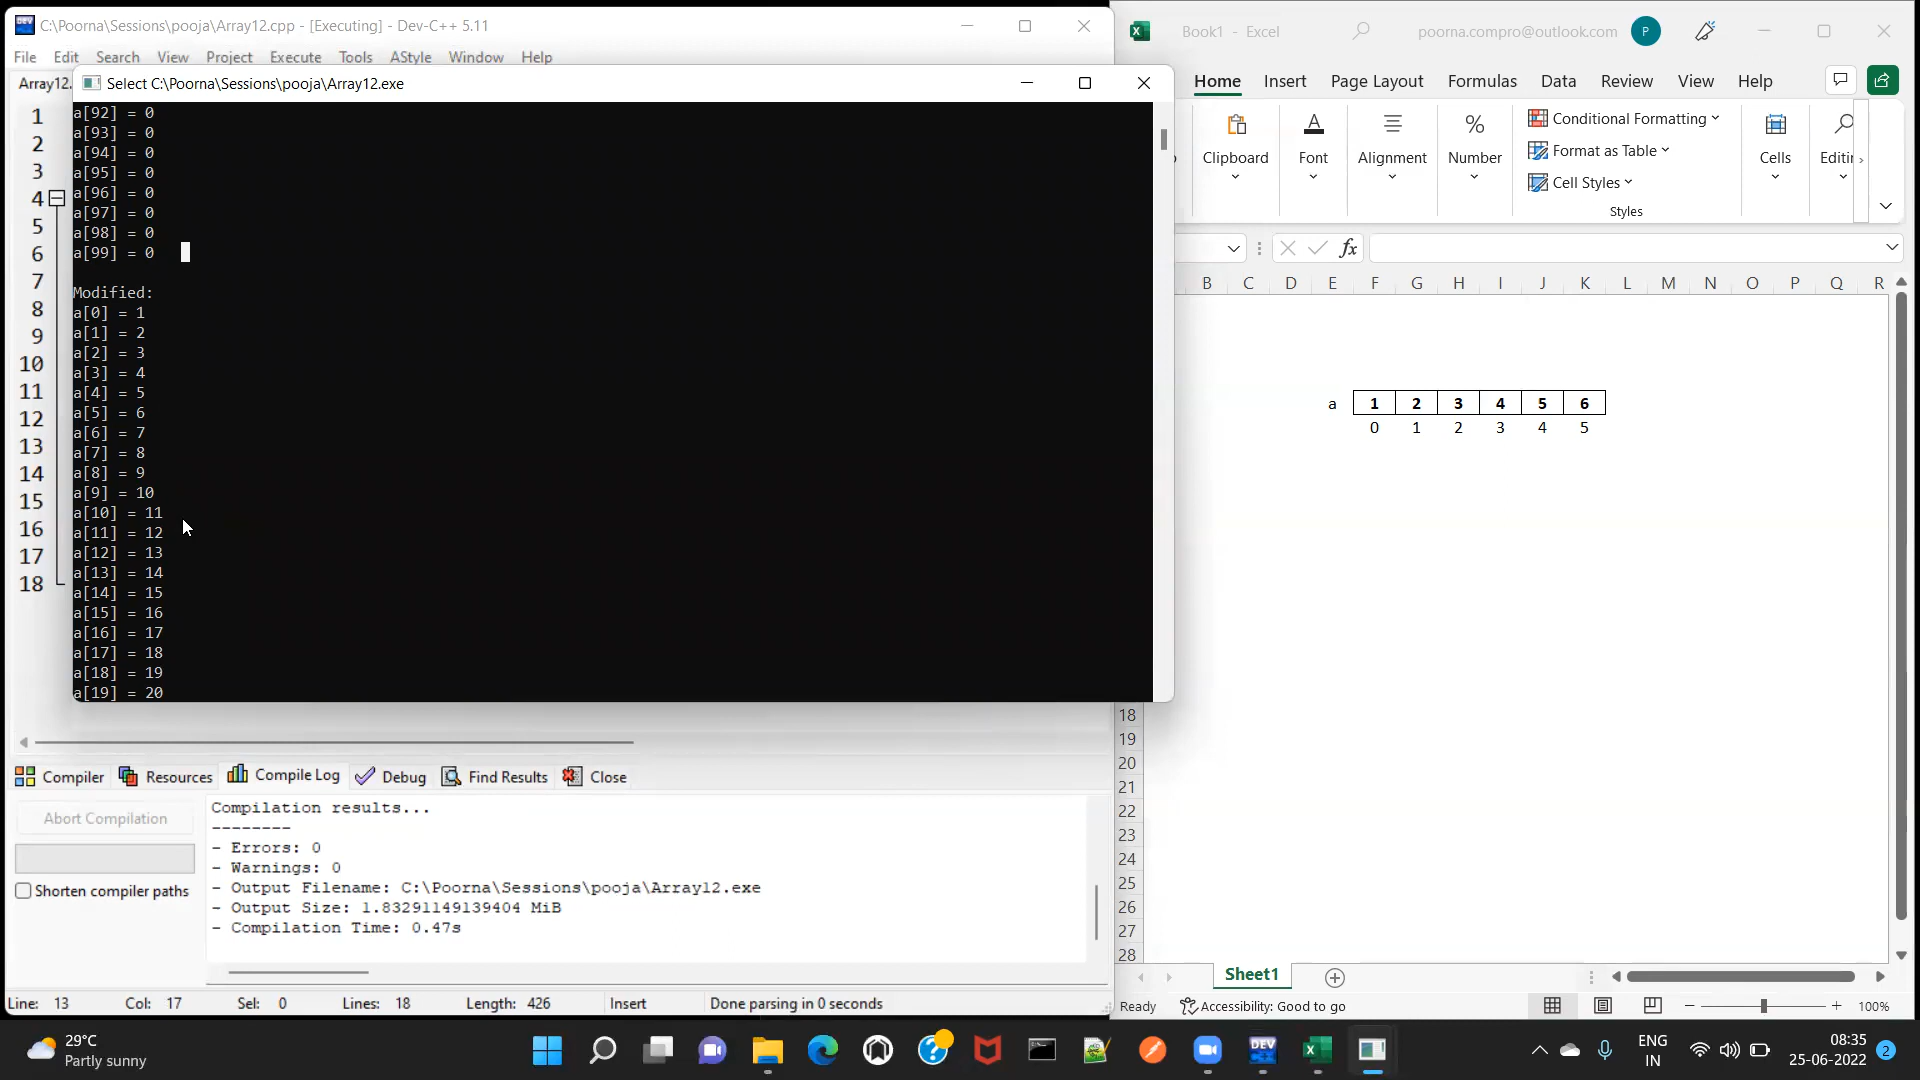 C:\Poorna\Sessions\pooja\Array12.cpp - [Executing] - Dev-C++ 5.11
File Edit Search View Project Execute Tools AStyle Window Help
Array12.
Select C:\Poorna\Sessions\pooja\Array12.exe
1
2
3
4
5
6
7
8
9
10
11
12
13
14
15
16
17
18
a[92] = 0
a[93] = 0
a[94] = 0
a[95] = 0
a[96] = 0
a[97] = 0
a[98] = 0
a[99] = 0
Modified:
a[0] = 1
a[1] = 2
a[2] = 3
a[3] = 4
a[4] = 5
a[5] = 6
a[6] = 7
a[7] = 8
a[8] = 9
a[9] = 10
a[10] = 11
a[11] = 12
a[12] = 13
a[13] = 14
a[14] = 15
a[15] = 16
a[16] = 17
a[17] = 18
a[18] = 19
a[19] = 20
Compiler Resources Compile Log Debug Find Results Close
Abort Compilation
Shorten compiler paths
Compilation results...
--------
- Errors: 0
- Warnings: 0
- Output Filename: C:\Poorna\Sessions\pooja\Array12.exe
- Output Size: 1.83291149139404 MiB
- Compilation Time: 0.47s
Line: 13 Col: 17 Sel: 0 Lines: 18 Length: 426 Insert Done parsing in 0 seconds
Book1 - Excel poorna.compro@outlook.com P
Home Insert Page Layout Formulas Data Review View Help
Clipboard Font Alignment Number
Conditional Formatting
Format as Table
Cell Styles
Styles
Cells
Editi
fx
B C D E F G H I J K L M N O P Q R
a 1 2 3 4 5 6
0 1 2 3 4 5
18
19
20
21
22
23
24
25
26
27
28
Sheet1
Ready Accessibility: Good to go 100%
29°C
Partly sunny
DEV
ENG
IN
08:35
25-06-2022
2